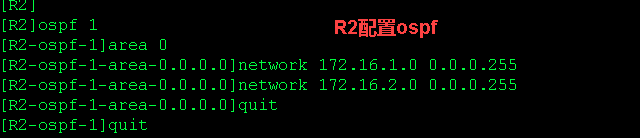 [R2]
[R2]ospf 1
R2配置ospf
[R2-ospf-1]area 0
[R2-ospf-1-area-0.0.0.0]network 172.16.1.0 0.0.0.255
[R2-ospf-1-area-0.0.0.0]network 172.16.2.0 0.0.0.255
[R2-ospf-1-area-0.0.0.0]quit
[R2-ospf-1]quit